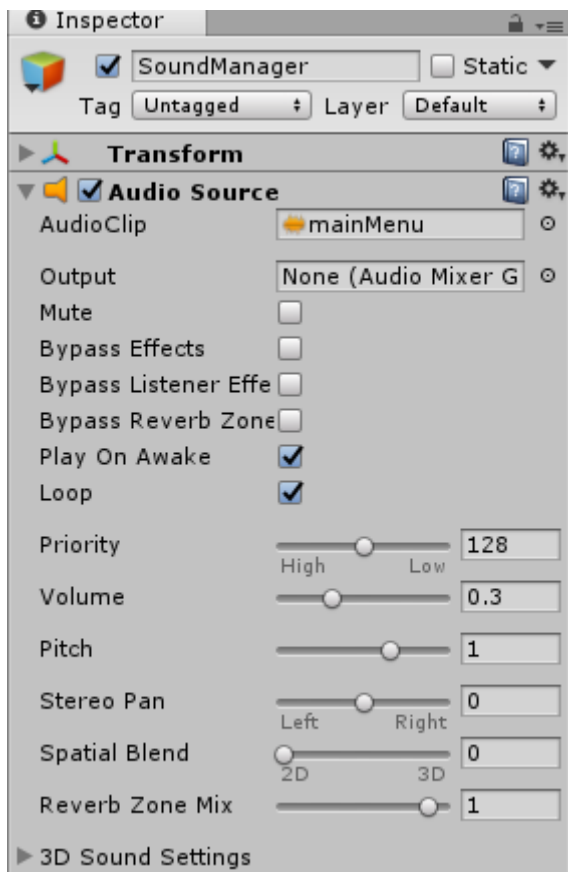 Inspector
SoundManager Static
Tag Untagged Layer Default
Transform
Audio Source
AudioClip mainMenu
Output None (Audio Mixer G
Mute
Bypass Effects
Bypass Listener Effe
Bypass Reverb Zone
Play On Awake
Loop
Priority 128
High Low
Volume 0.3
Pitch 1
Stereo Pan 0
Left Right
Spatial Blend 0
2D 3D
Reverb Zone Mix 1
3D Sound Settings